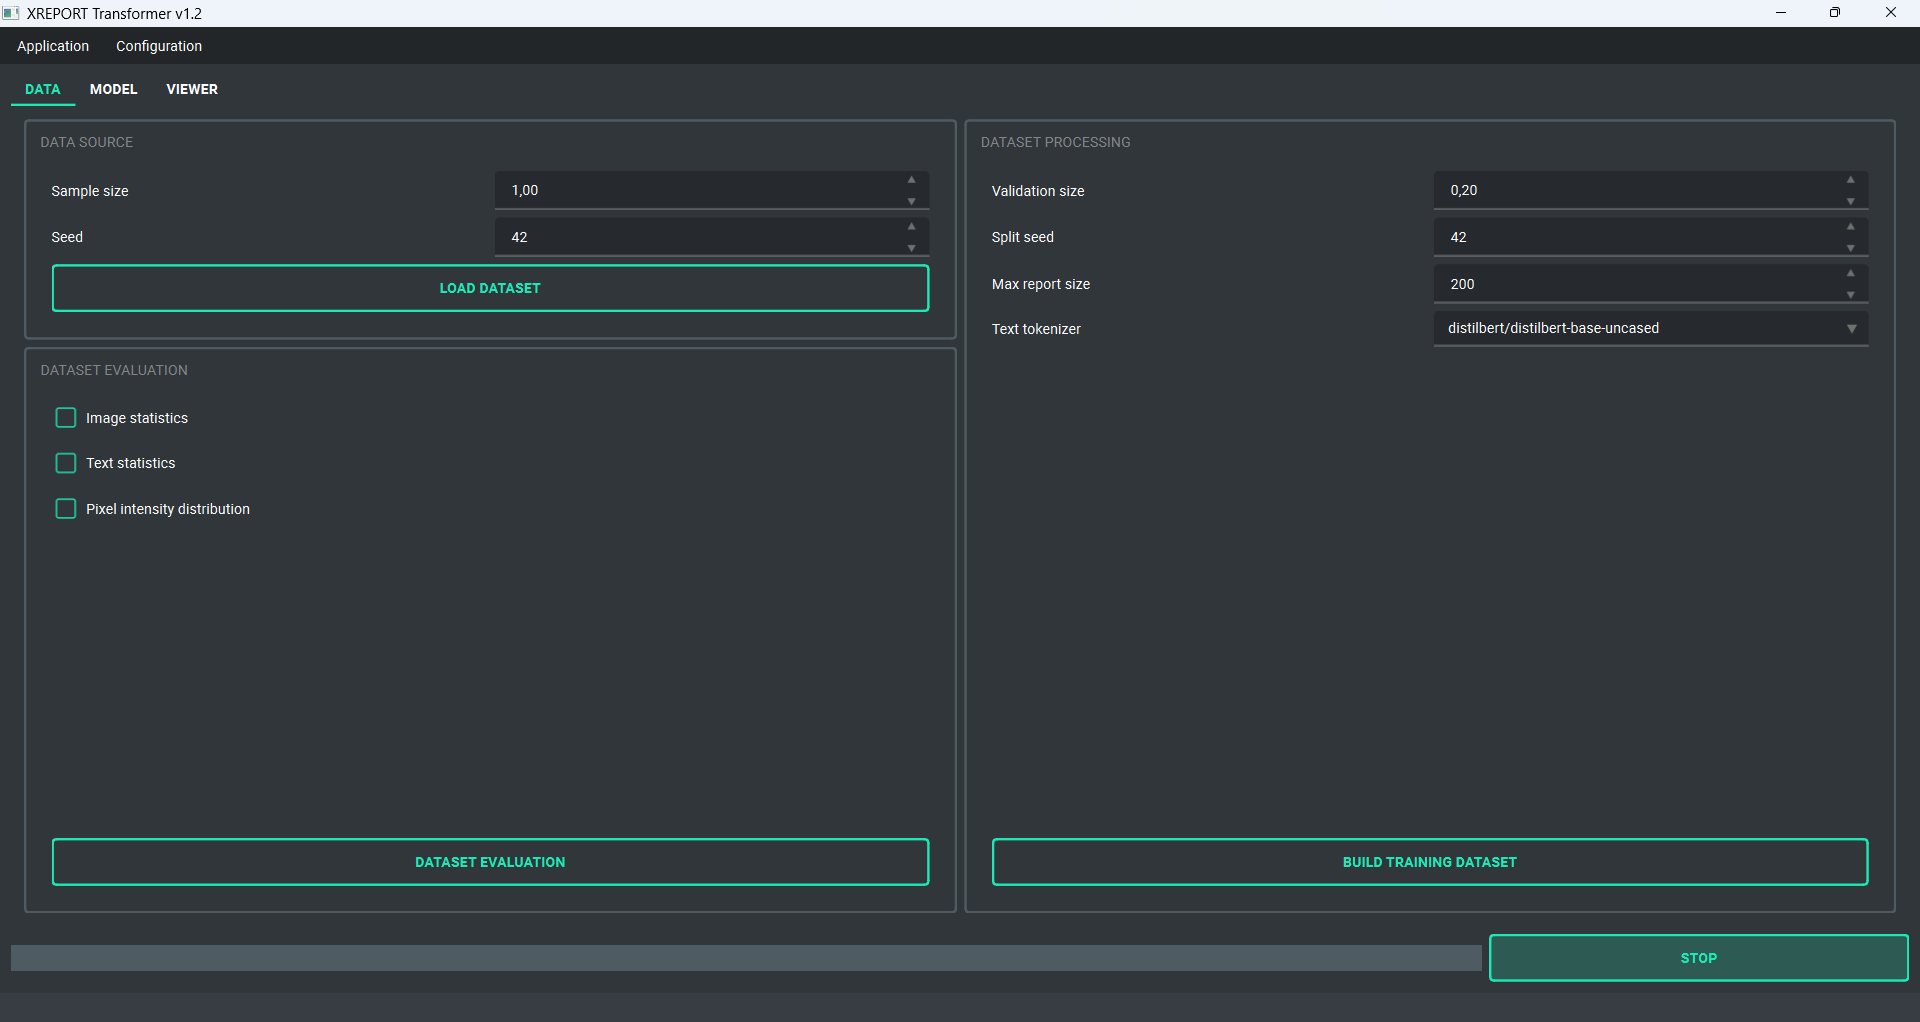 XREPORT Transformer v1.2
Application Configuration
DATA MODEL VIEWER
DATA SOURCE
Sample size 1,00
Seed 42
LOAD DATASET
DATASET EVALUATION
Image statistics
Text statistics
Pixel intensity distribution
DATASET EVALUATION
DATASET PROCESSING
Validation size 0,20
Split seed 42
Max report size 200
Text tokenizer distilbert/distilbert-base-uncased
BUILD TRAINING DATASET
STOP